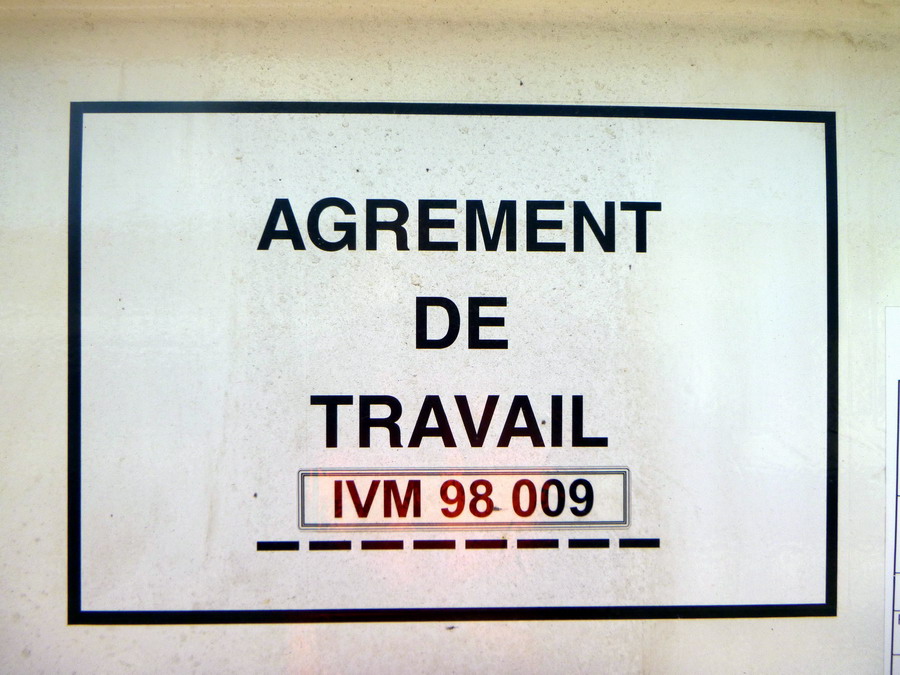 AGREMENT
DE
TRAVAIL
IVM 98 009